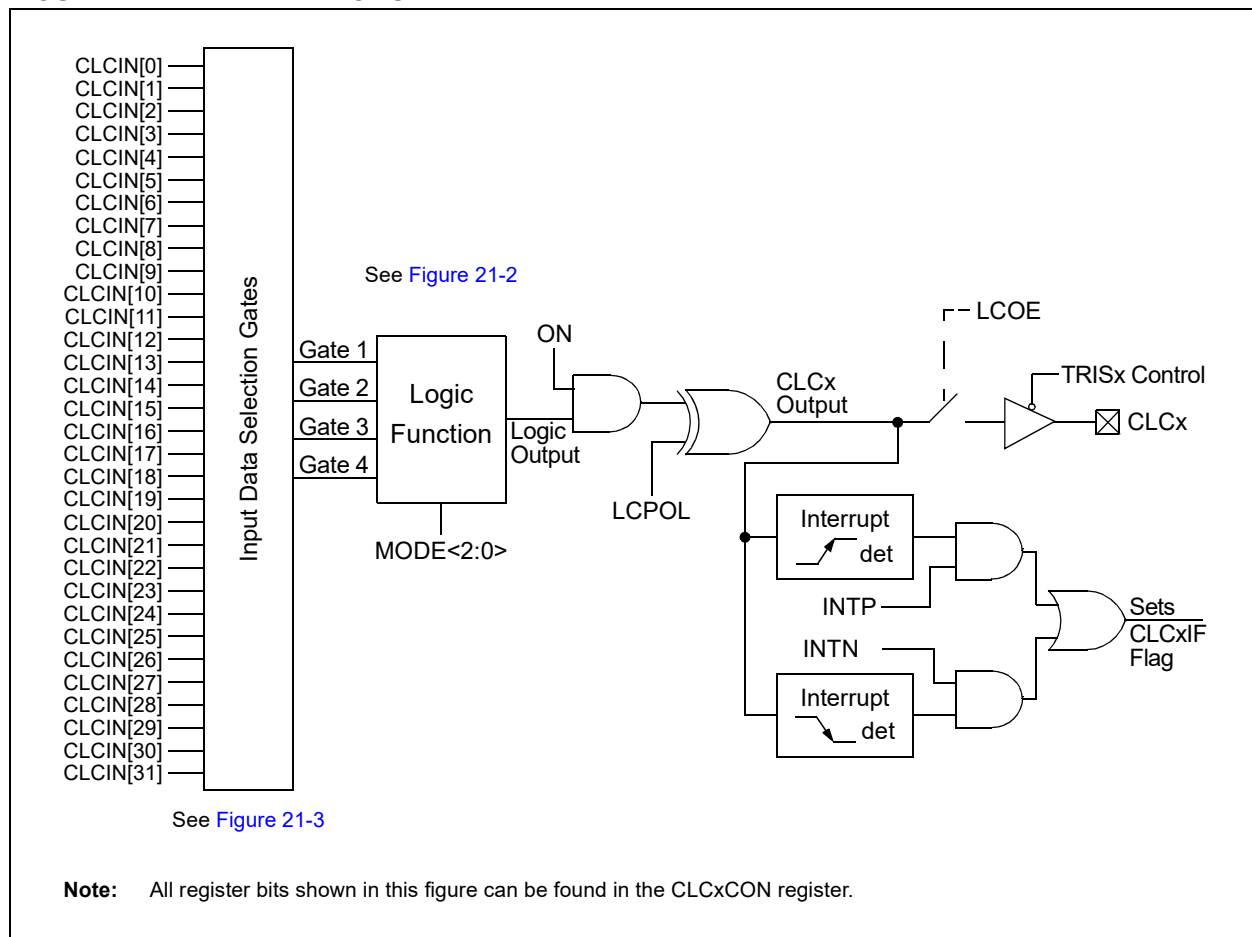 CLCIN[0]
CLCIN[1]
CLCIN[2]
CLCIN[3]
CLCIN[4]
CLCIN[5]
CLCIN[6]
CLCIN[7]
CLCIN[8]
CLCIN[9]
CLCIN[10]
CLCIN[11]
CLCIN[12]
CLCIN[13]
CLCIN[14]
CLCIN[15]
CLCIN[16]
CLCIN[17]
CLCIN[18]
CLCIN[19]
CLCIN[20]
CLCIN[21]
CLCIN[22]
CLCIN[23]
CLCIN[24]
CLCIN[25]
CLCIN[26]
CLCIN[27]
CLCIN[28]
CLCIN[29]
CLCIN[30]
CLCIN[31]
Input Data Selection Gates
See Figure 21-3
See Figure 21-2
Gate 1
Gate 2
Gate 3
Gate 4
Logic
Function
MODE<2:0>
Logic
Output
ON
LCPOL
CLCx
Output
LCOE
TRISx Control
CLCx
Interrupt
det
INTP
INTN
Interrupt
det
Sets
CLCxIF
Flag
Note: All register bits shown in this figure can be found in the CLCxCON register.